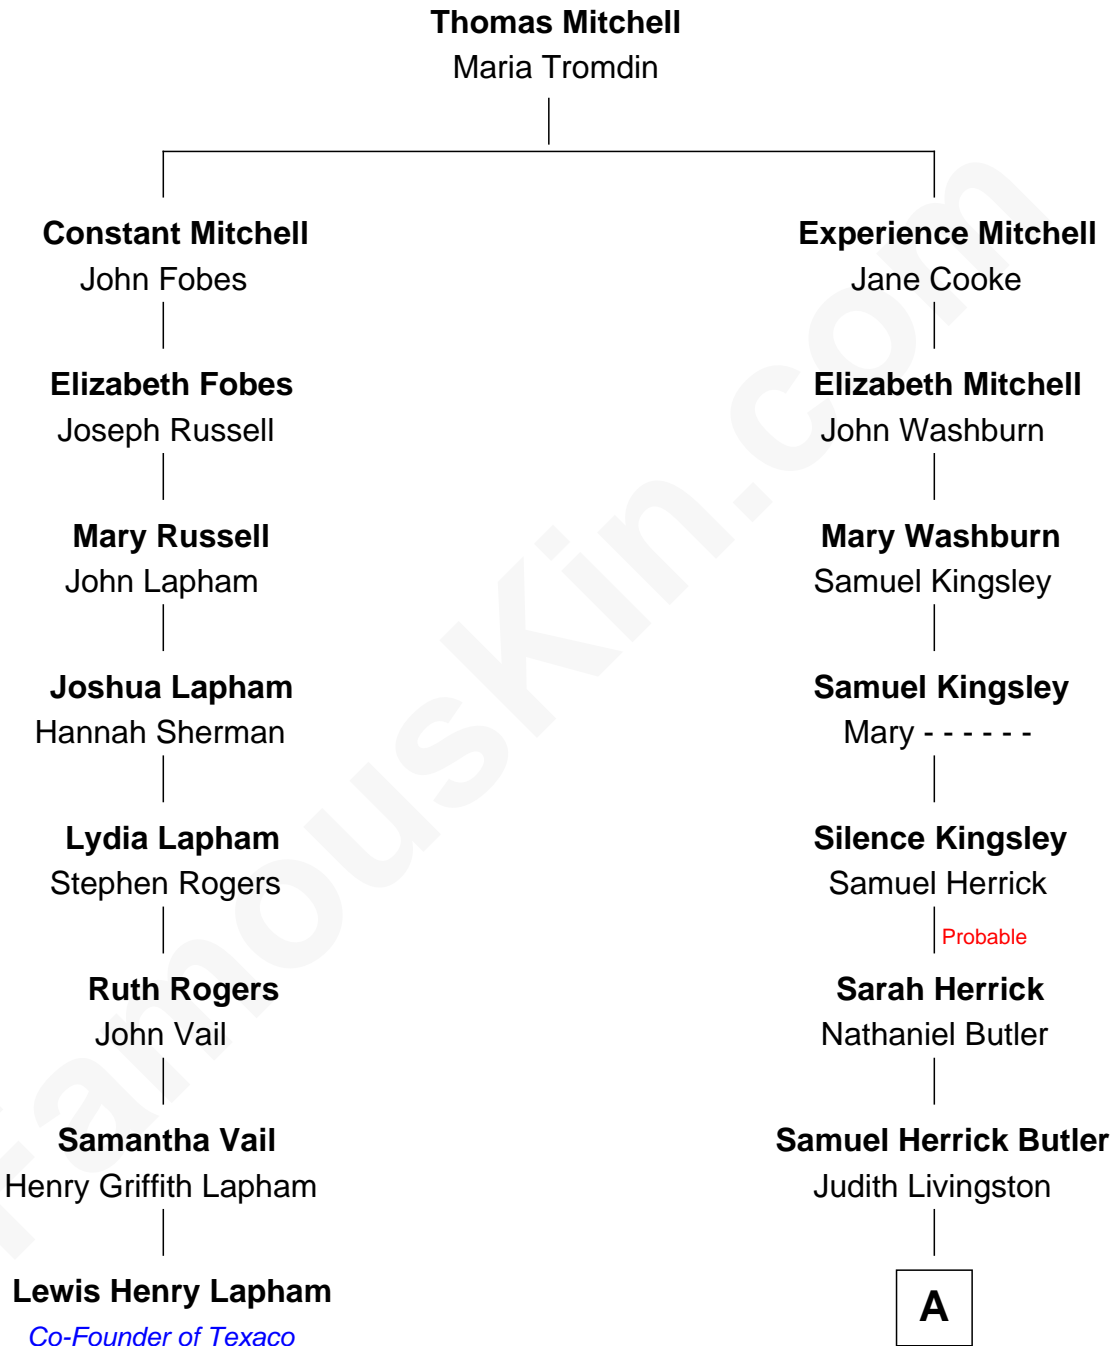 Thomas Mitchell
Maria Tromdin
Constant Mitchell
John Fobes
Experience Mitchell
Jane Cooke
Elizabeth Fobes
Joseph Russell
Elizabeth Mitchell
John Washburn
Mary Russell
John Lapham
Mary Washburn
Samuel Kingsley
Joshua Lapham
Hannah Sherman
Samuel Kingsley
Mary - - - - - -
Lydia Lapham
Stephen Rogers
Silence Kingsley
Samuel Herrick
Probable
Ruth Rogers
John Vail
Sarah Herrick
Nathaniel Butler
Samantha Vail
Henry Griffith Lapham
Samuel Herrick Butler
Judith Livingston
Lewis Henry Lapham
Co-Founder of Texaco
A
FamousKin.com